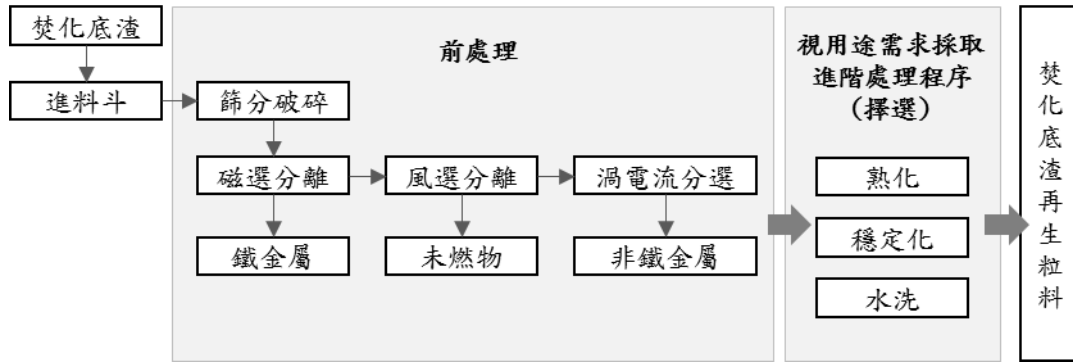 焚化底渣
進料斗
前處理
篩分破碎
磁選分離
風選分離
渦電流分選
鐵金屬
未燃物
非鐵金屬
視用途需求採取
進階處理程序
(擇選)
熟化
穩定化
水洗
焚化底渣再生粒料